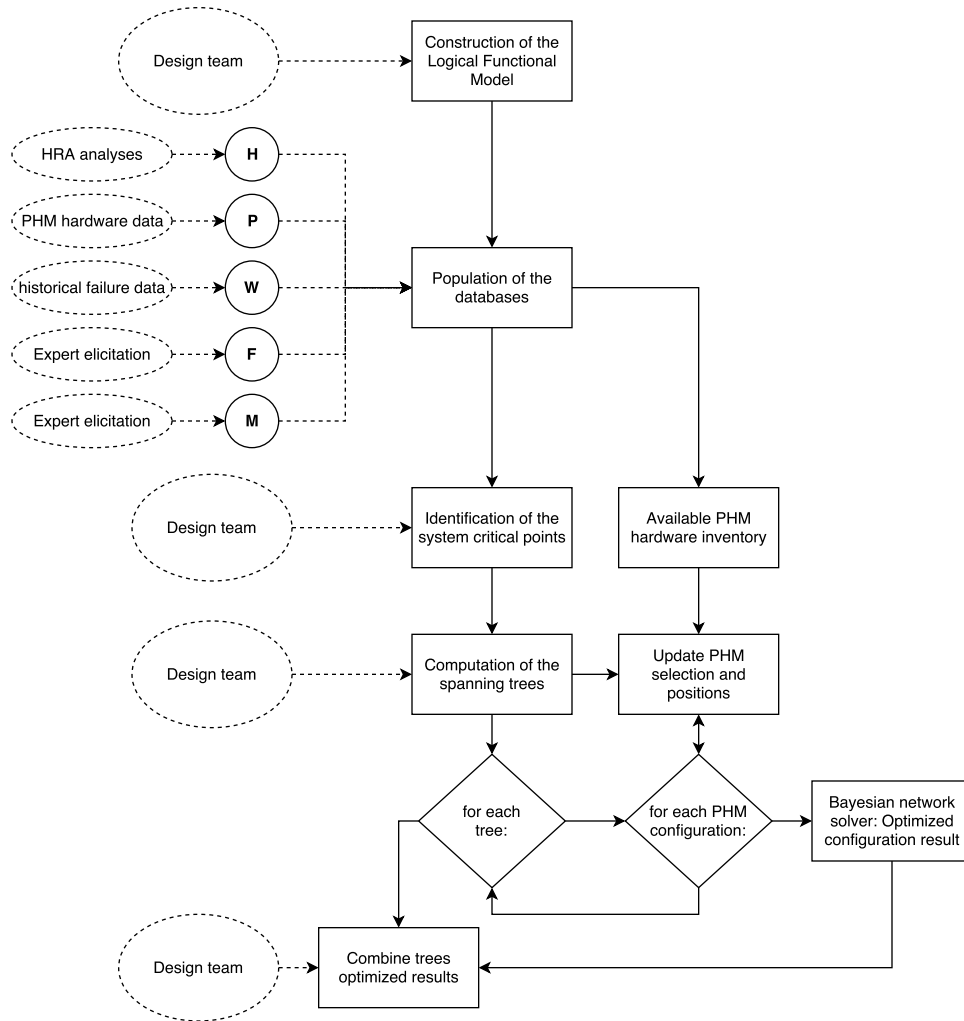 Design team
Construction of the
Logical Functional
Model
HRA analyses
H
PHM hardware data
P
historical failure data
W
Expert elicitation
F
Expert elicitation
M
Population of the
databases
Design team
Identification of the
system critical points
Available PHM
hardware inventory
Design team
Computation of the
spanning trees
Update PHM
selection and
positions
for each
tree:
for each PHM
configuration:
Bayesian network
solver: Optimized
configuration result
Design team
Combine trees
optimized results